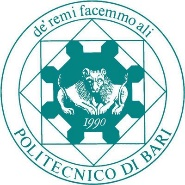 de' remi facemmo ali
1990
POLITECNICO DI BARI